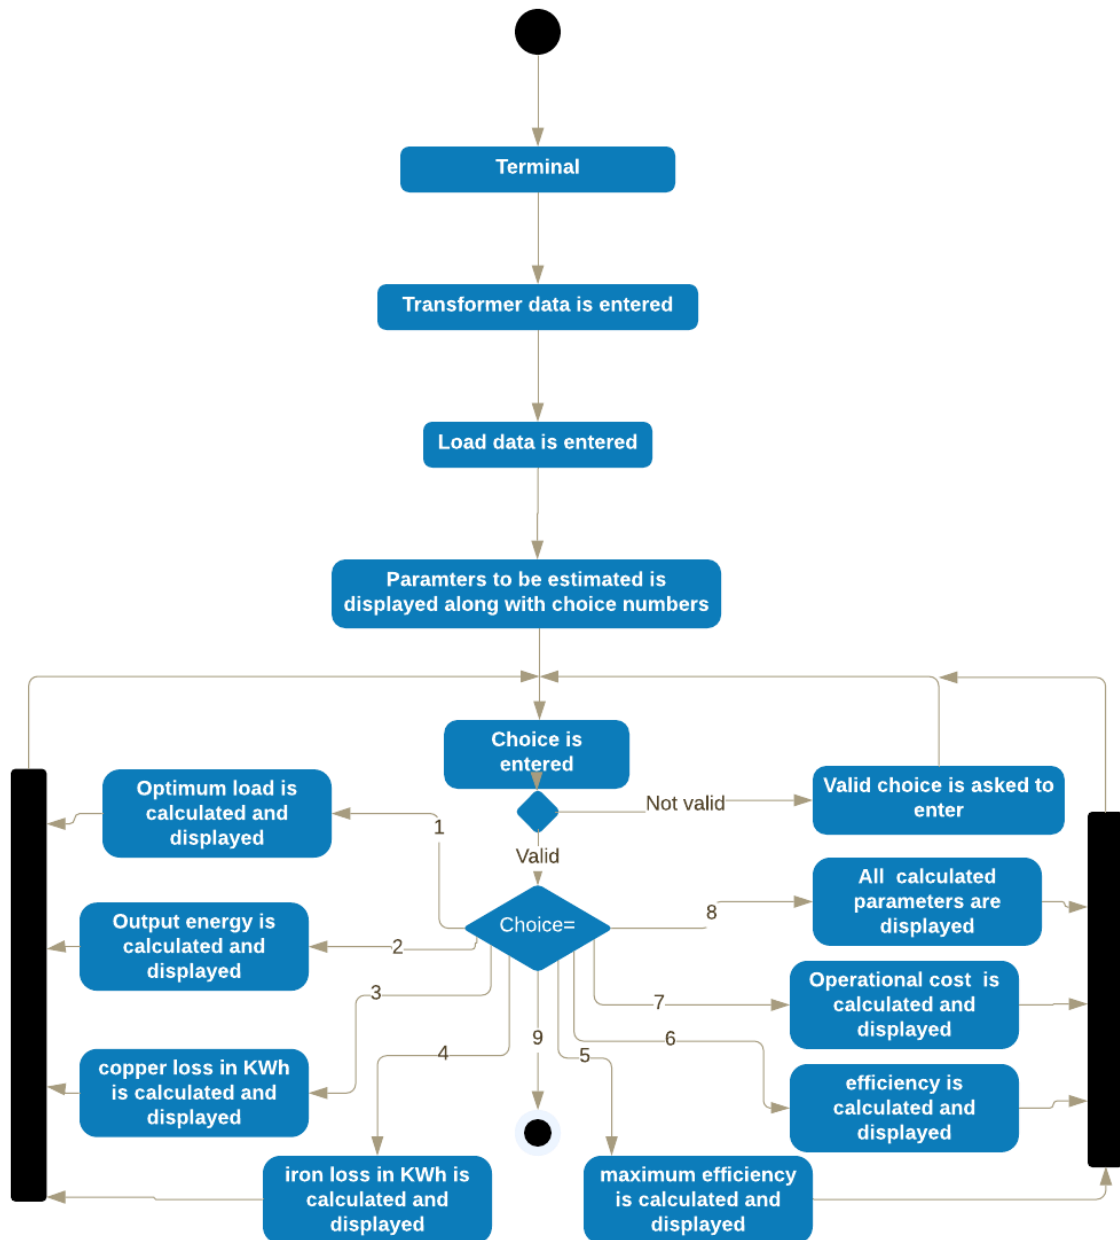 Terminal
Transformer data is entered
Load data is entered
Paramters to be estimated is
displayed along with choice numbers
Choice is
entered
Not valid
Valid choice is asked to
enter
Valid
Choice=
1
Optimum load is
calculated and
displayed
2
Output energy is
calculated and
displayed
3
copper loss in KWh
is calculated and
displayed
4
iron loss in KWh is
calculated and
displayed
9
5
maximum efficiency
is calculated and
displayed
6
efficiency is
calculated and
displayed
7
Operational cost  is
calculated and
displayed
8
All  calculated
parameters are
displayed